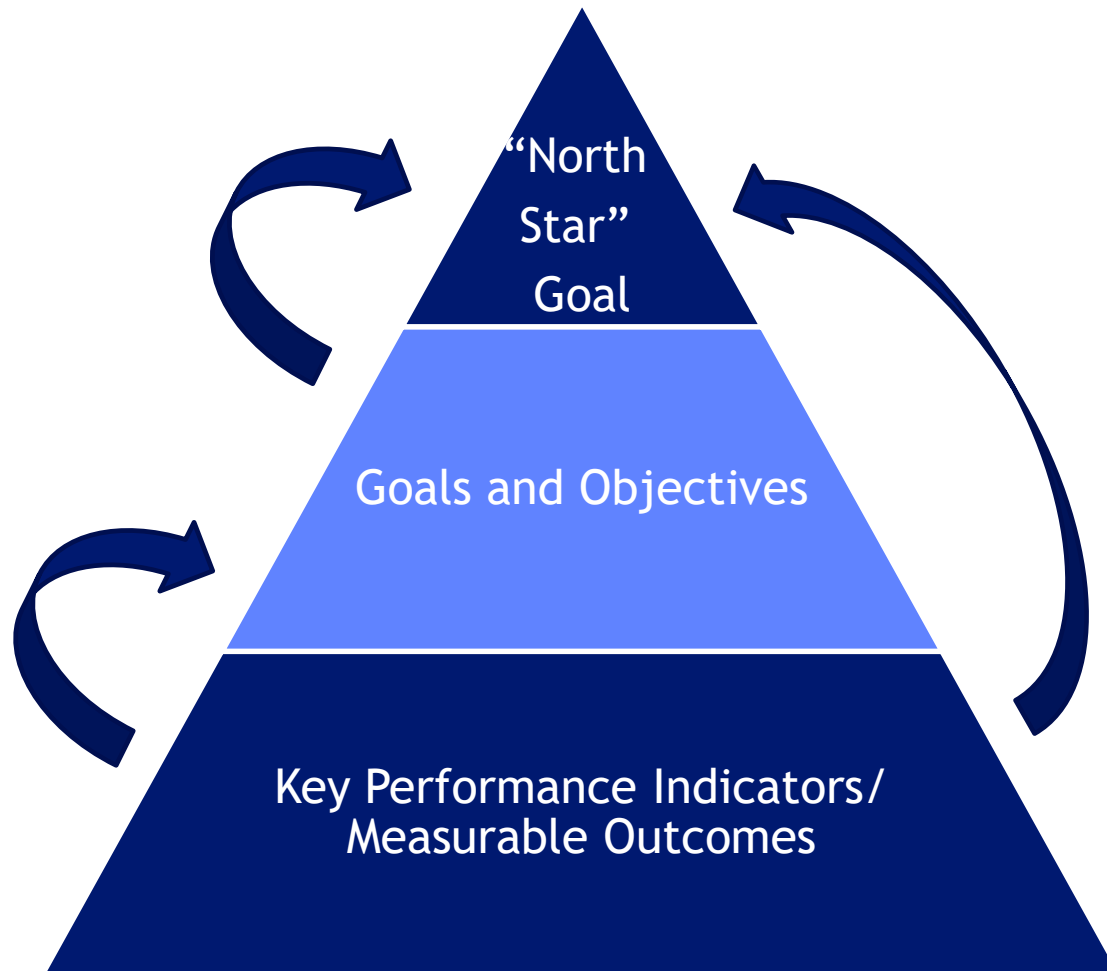 “North
Star”
Goal
Goals and Objectives
Key Performance Indicators/
Measurable Outcomes